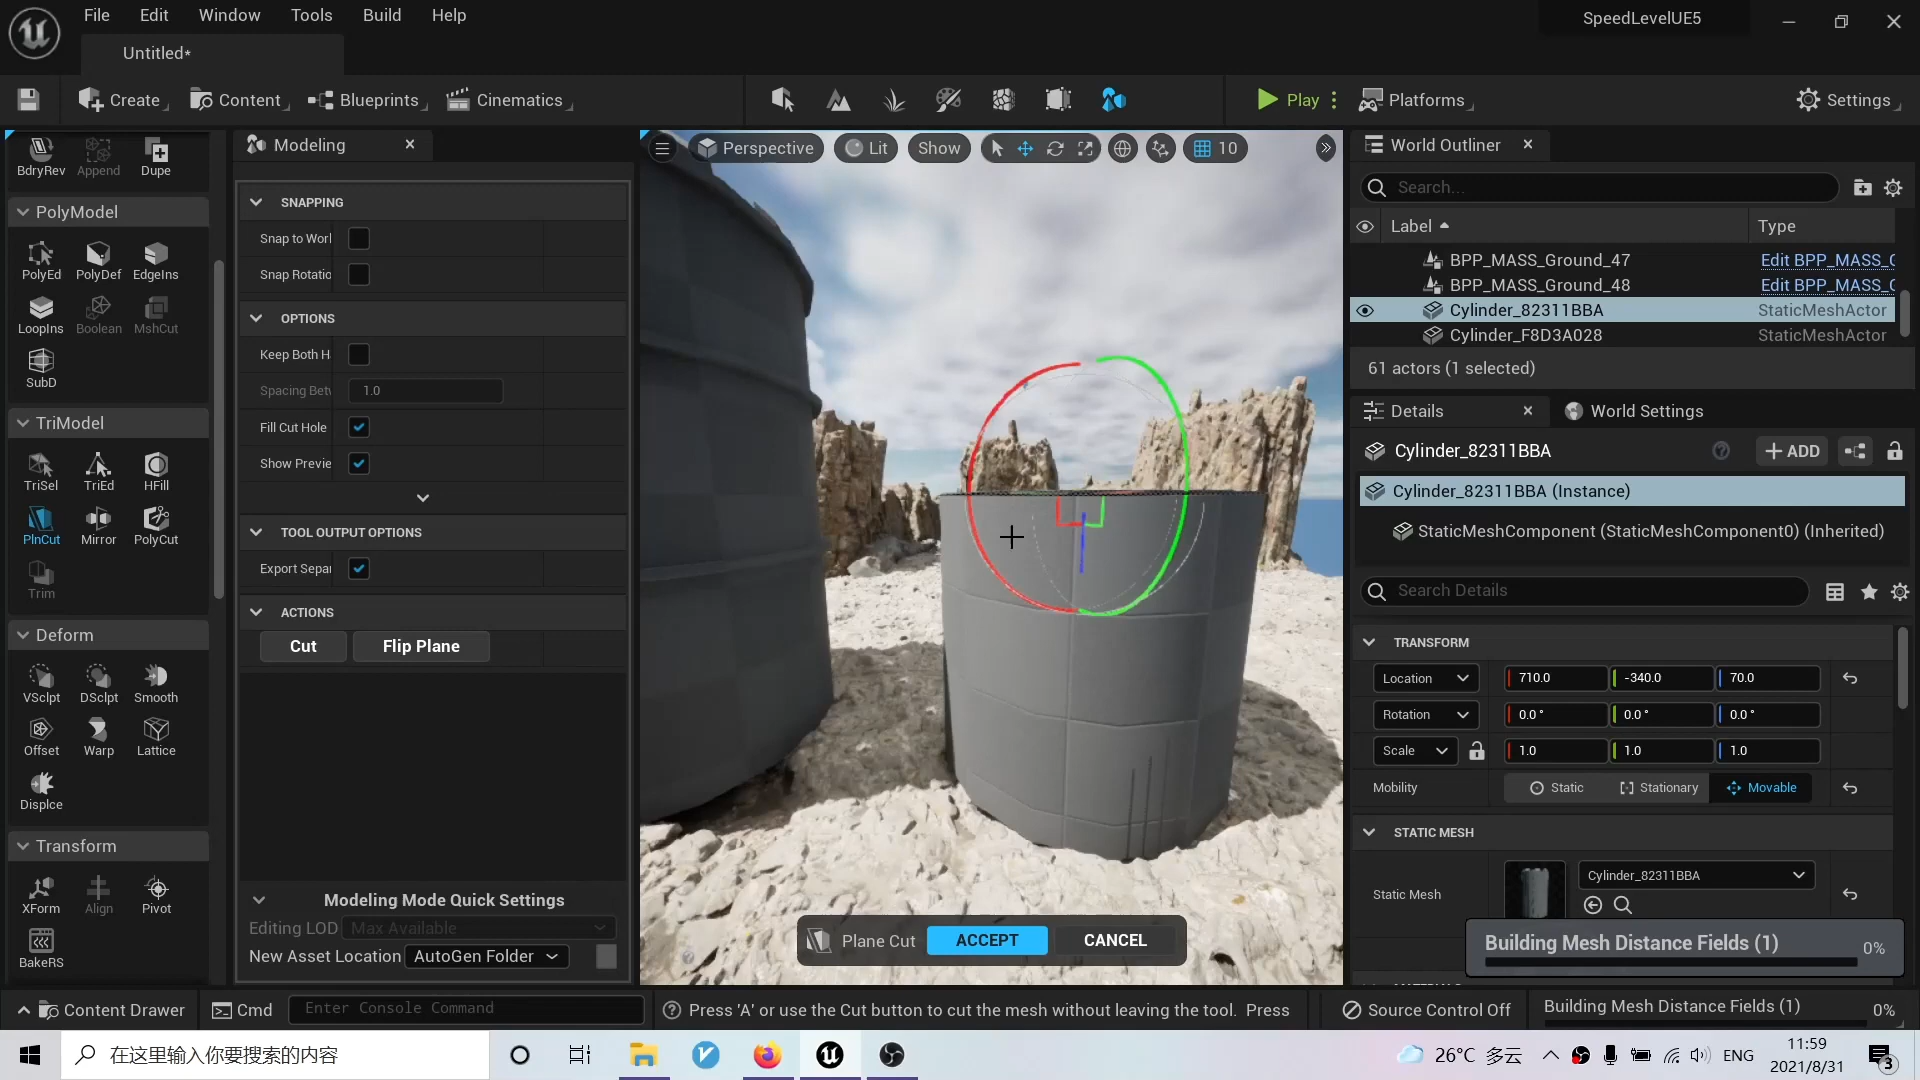 File Edit Window Tools Build Help
SpeedLevelUE5
Untitled*
Create Content Blueprints Cinematics
Play Platforms Settings
BdryRev Append Dupe
PolyModel
PolyEd PolyDef EdgeIns
LoopIns Boolean MshCut
SubD
TriModel
TriSel TriEd HFill
PlnCut Mirror PolyCut
Trim
Deform
VSclpt DSclpt Smooth
Offset Warp Lattice
Displce
Transform
XForm Align Pivot
BakeRS
Modeling
SNAPPING
Snap to Worl
Snap Rotatio
OPTIONS
Keep Both H
Spacing Betv 1.0
Fill Cut Hole
Show Previe
TOOL OUTPUT OPTIONS
Export Sepai
ACTIONS
Cut Flip Plane
Modeling Mode Quick Settings
Editing LOD Max Available
New Asset Location AutoGen Folder
Perspective Lit Show 10
Plane Cut ACCEPT CANCEL
World Outliner
Search...
Label Type
BPP_MASS_Ground_47 Edit BPP_MASS_G
BPP_MASS_Ground_48 Edit BPP_MASS_G
Cylinder_82311BBA StaticMeshActor
Cylinder_F8D3A028 StaticMeshActor
61 actors (1 selected)
Details World Settings
Cylinder_82311BBA + ADD
Cylinder_82311BBA (Instance)
StaticMeshComponent (StaticMeshComponent0) (Inherited)
Search Details
TRANSFORM
Location 710.0 -340.0 70.0
Rotation 0.0 ° 0.0 ° 0.0 °
Scale 1.0 1.0 1.0
Mobility Static Stationary Movable
STATIC MESH
Static Mesh Cylinder_82311BBA
Building Mesh Distance Fields (1) 0%
Content Drawer Cmd Enter Console Command
Press 'A' or use the Cut button to cut the mesh without leaving the tool. Press
Source Control Off
Building Mesh Distance Fields (1) 0%
在这里输入你要搜索的内容
26°C 多云 ENG
11:59
2021/8/31
3